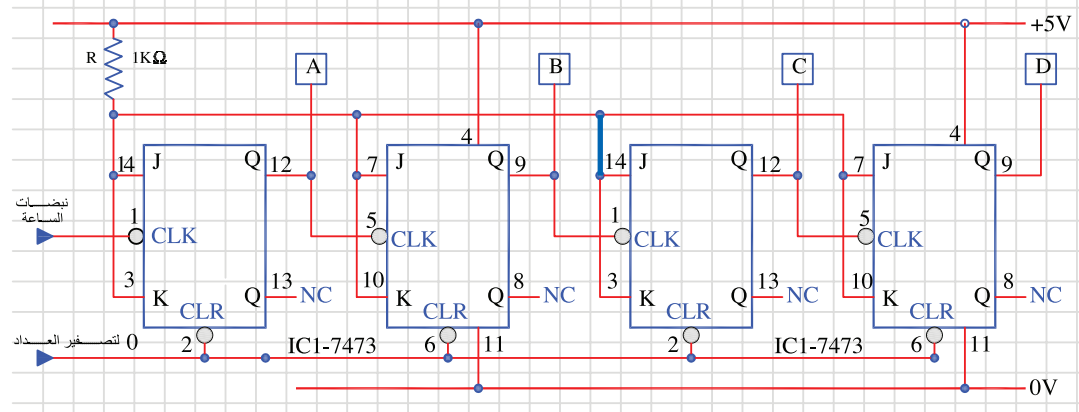 +5V
R 1KΩ
A B C D
4 4
14 J Q 12 7 J Q 9 14 J Q 12 7 J Q 9
نبضـــات
الساعة
1 CLK 5 CLK 1 CLK 5 CLK
3 K Q 13 NC 10 K Q 8 NC 3 K Q 13 NC 10 K Q 8 NC
CLR CLR CLR CLR
لتصـــفير العـــداد 0 2 IC1-7473 6 11 2 IC1-7473 6 11
0V